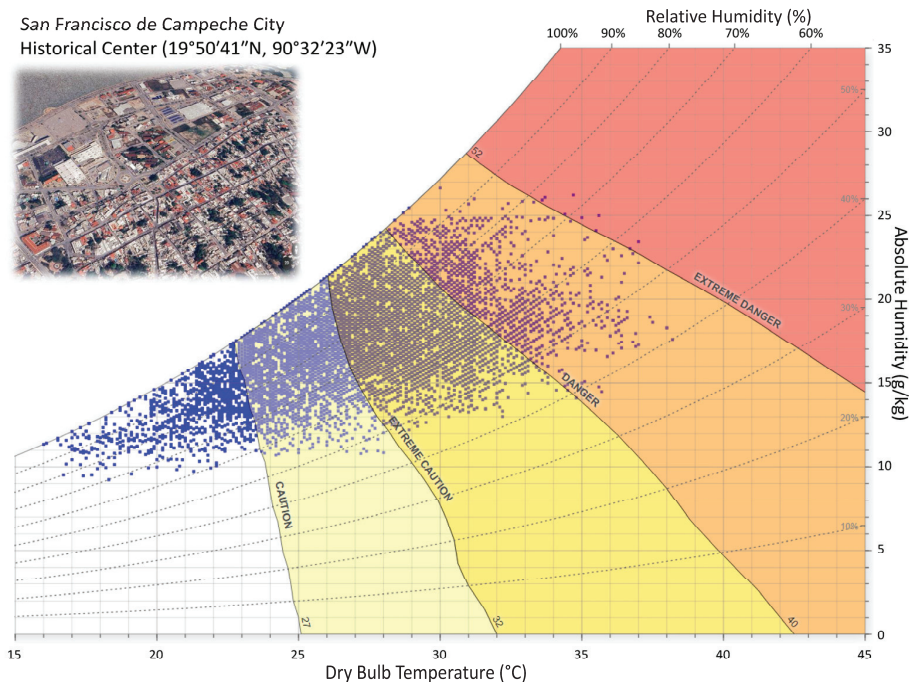 San Francisco de Campeche City
Historical Center (19°50′41″N, 90°32′23″W)
Relative Humidity (%)
100% 90% 80% 70% 60%
50%
40%
30%
20%
10%
52
EXTREME DANGER
DANGER
EXTREME CAUTION
CAUTION
27
32
40
35
30
25
20
15
10
5
0
Absolute Humidity (g/kg)
15 20 25 30 35 40 45
Dry Bulb Temperature (°C)